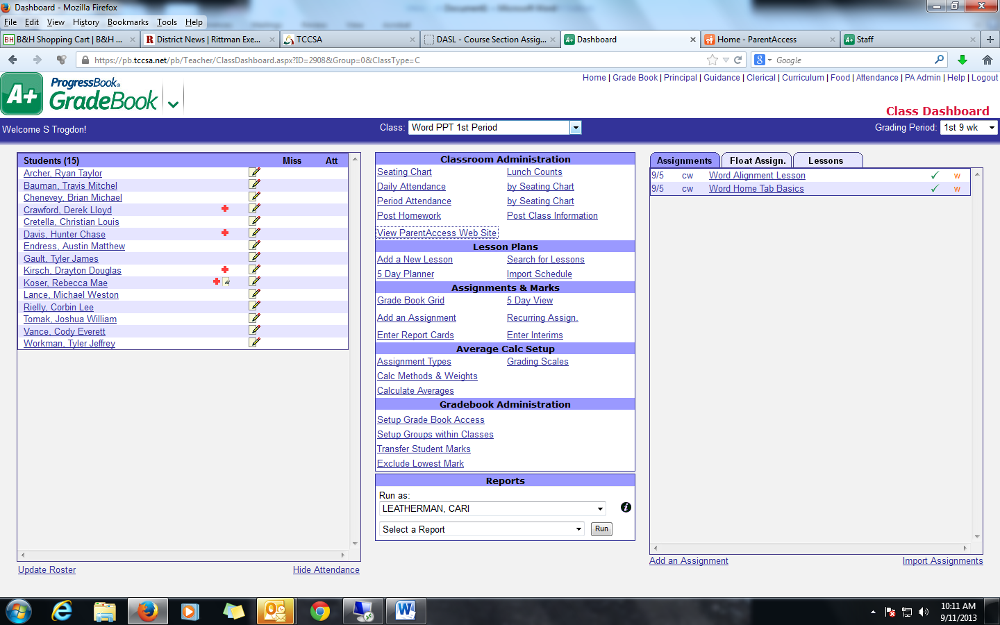 Dashboard - Mozilla Firefox
File Edit View History Bookmarks Tools Help
B&H Shopping Cart | B&H ... District News | Rittman Exe... TCCSA DASL - Course Section Assig... Dashboard Home - ParentAccess Staff
https://pb.tccsa.net/pb/Teacher/ClassDashboard.aspx?ID=2908&Group=0&ClassType=C Google
Home | Grade Book | Principal | Guidance | Clerical | Curriculum | Food | Attendance | PA Admin | Help | Logout
A+ ProgressBook®
GradeBook
Class Dashboard
Welcome S Trogdon! Class: Word PPT 1st Period Grading Period: 1st 9 wk
Students (15) Miss Att
Archer, Ryan Taylor
Bauman, Travis Mitchel
Chenevey, Brian Michael
Crawford, Derek Lloyd
Cretella, Christian Louis
Davis, Hunter Chase
Endress, Austin Matthew
Gault, Tyler James
Kirsch, Drayton Douglas
Koser, Rebecca Mae
Lance, Michael Weston
Rielly, Corbin Lee
Tomak, Joshua William
Vance, Cody Everett
Workman, Tyler Jeffrey
Update Roster Hide Attendance
Classroom Administration
Seating Chart Lunch Counts
Daily Attendance by Seating Chart
Period Attendance by Seating Chart
Post Homework Post Class Information
View ParentAccess Web Site
Lesson Plans
Add a New Lesson Search for Lessons
5 Day Planner Import Schedule
Assignments & Marks
Grade Book Grid 5 Day View
Add an Assignment Recurring Assign.
Enter Report Cards Enter Interims
Average Calc Setup
Assignment Types Grading Scales
Calc Methods & Weights
Calculate Averages
Gradebook Administration
Setup Grade Book Access
Setup Groups within Classes
Transfer Student Marks
Exclude Lowest Mark
Reports
Run as:
LEATHERMAN, CARI
Select a Report Run
Assignments Float Assign. Lessons
9/5 cw Word Alignment Lesson w
9/5 cw Word Home Tab Basics w
Add an Assignment Import Assignments
10:11 AM
9/11/2013